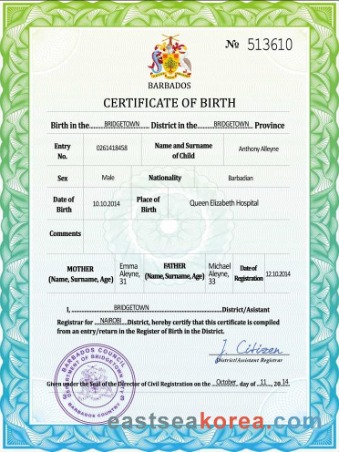 № 513610
BARBADOS
CERTIFICATE OF BIRTH
Birth in the......BRIDGETOWN...... District in the......BRIDGETOWN...... Province
Entry No. 0261418458 Name and Surname of Child Anthony Alleyne
Sex Male Nationality Barbadian
Date of Birth 10.10.2014 Place of Birth Queen Elizabeth Hospital
Comments
MOTHER (Name, Surname, Age) Emma Aleyne, 31 FATHER (Name, Surname, Age) Michael Aleyne, 33 Date of Registration 12.10.2014
I, ......BRIDGETOWN...... District/Asistant
Registrar for ....NAIROBI.... District, hereby certify that this certificate is compiled
from an entry/return in the Register of Birth in the District.
J. Citizen
District/Assistant Registrar
Given under the Seal of the Director of Civil Registration on the October day of 11 20 14
BARBADOS COUNCIL
BARBADOS COUNTRY
eastseakorea.com